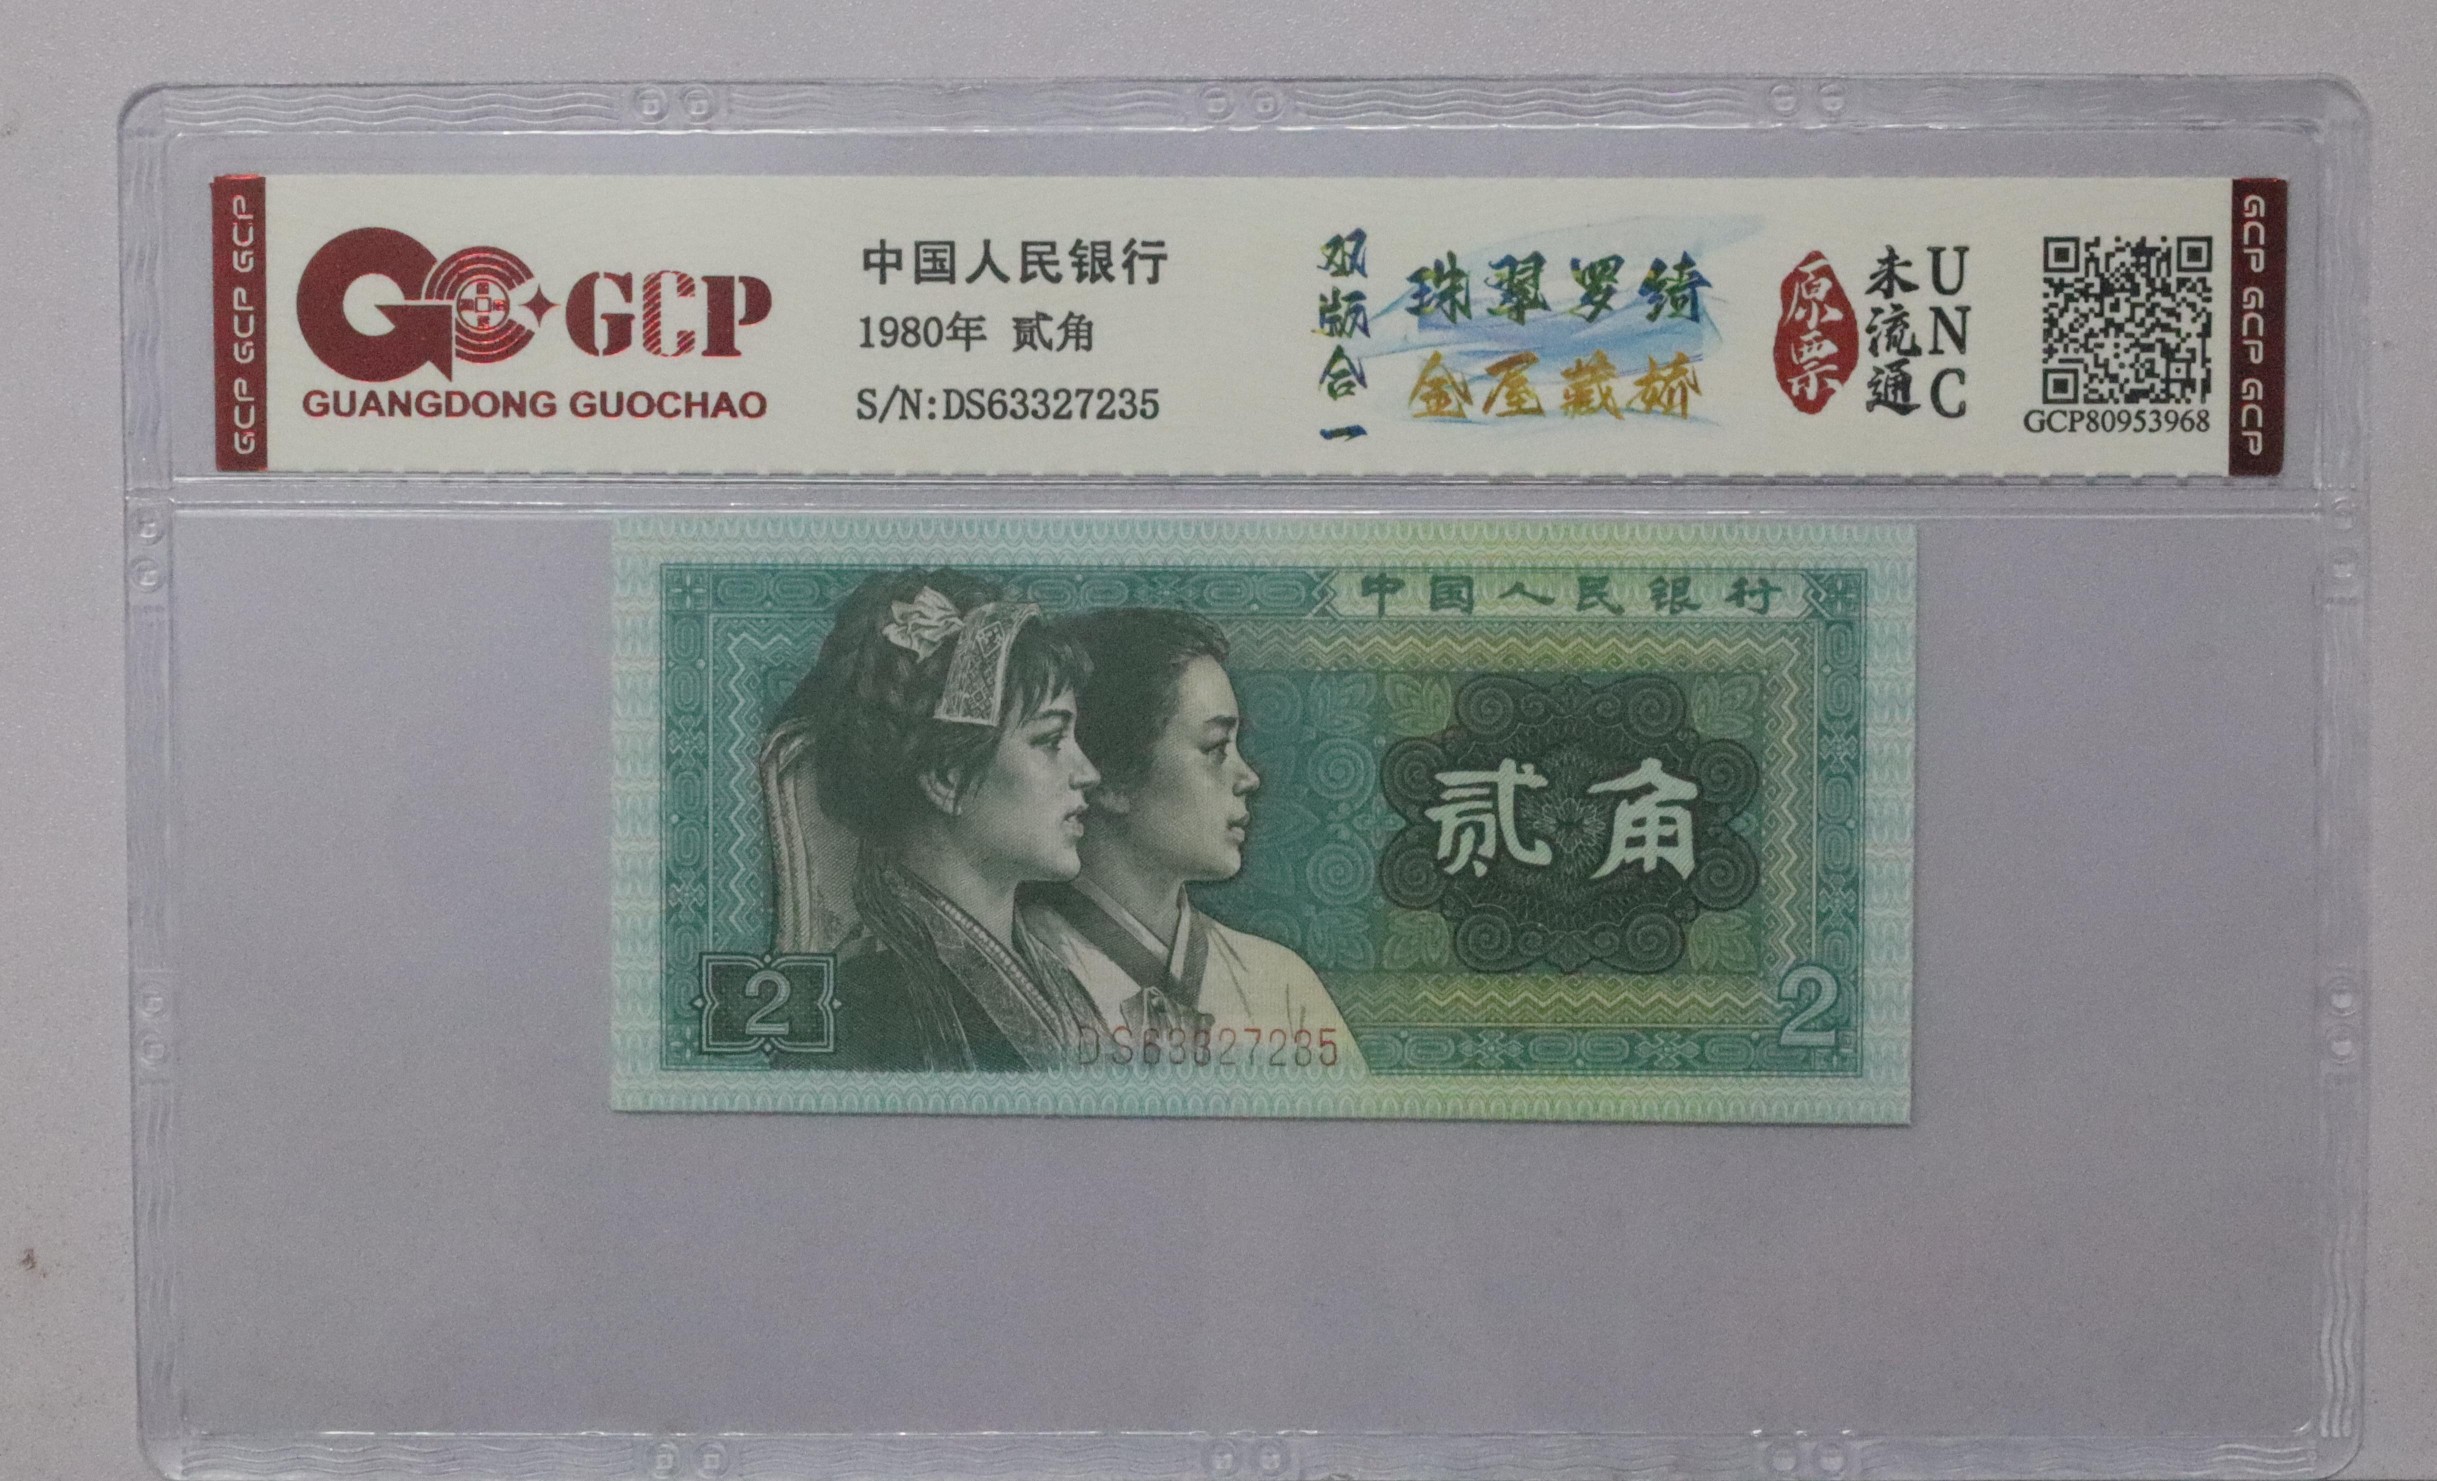 GCP GCP GCP
GCP
GUANGDONG GUOCHAO
中国人民银行
1980年 贰角
S/N:DS63327235
双版合一
珠翠罗绮
金屋藏娇
原票
未流通
UNC
GCP80953968
GCP GCP GCP
中国人民银行
贰角
2
2
DS63327235